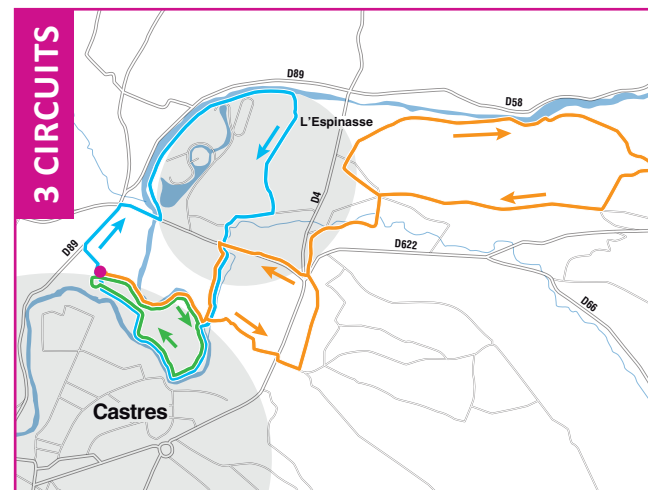 3 CIRCUITS
D89
D58
L'Espinasse
D4
D89
D622
D66
Castres